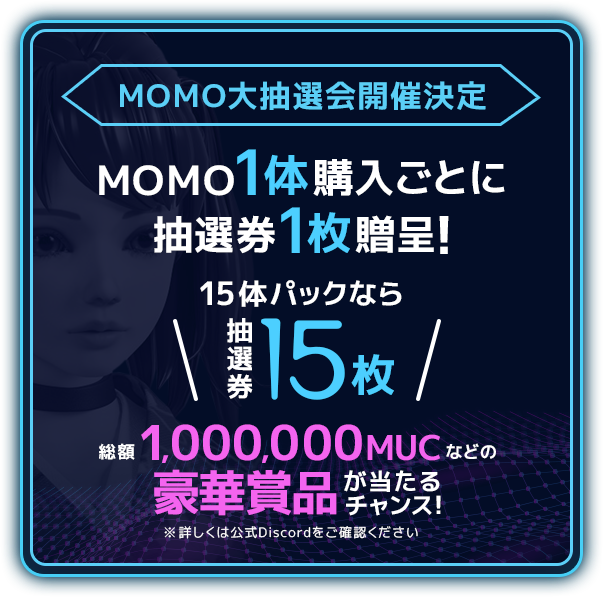 MOMO大抽選会開催決定
MOMO1体購入ごとに
抽選券1枚贈呈!
15体パックなら
抽選券15枚
総額1,000,000MUCなどの
豪華賞品が当たるチャンス!
※詳しくは公式Discordをご確認ください